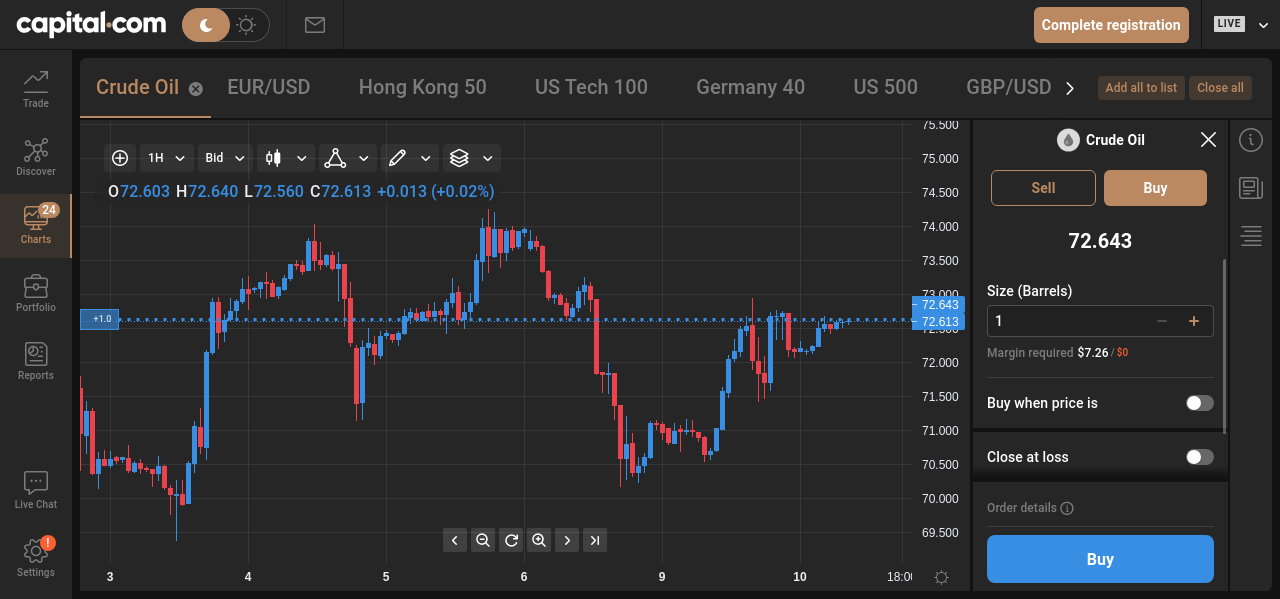 capital.com
Complete registration
LIVE
Trade
Discover
24
Charts
Portfolio
Reports
Live Chat
!
Settings
Crude Oil
EUR/USD
Hong Kong 50
US Tech 100
Germany 40
US 500
GBP/USD
Add all to list
Close all
1H
Bid
O72.603 H72.640 L72.560 C72.613 +0.013 (+0.02%)
+1.0
75.500
75.000
74.500
74.000
73.500
73.000
72.643
72.613
72.500
72.000
71.500
71.000
70.500
70.000
69.500
3
4
5
6
9
10
18:00
Crude Oil
Sell
Buy
72.643
Size (Barrels)
1
Margin required $7.26 / $0
Buy when price is
Close at loss
Order details
Buy